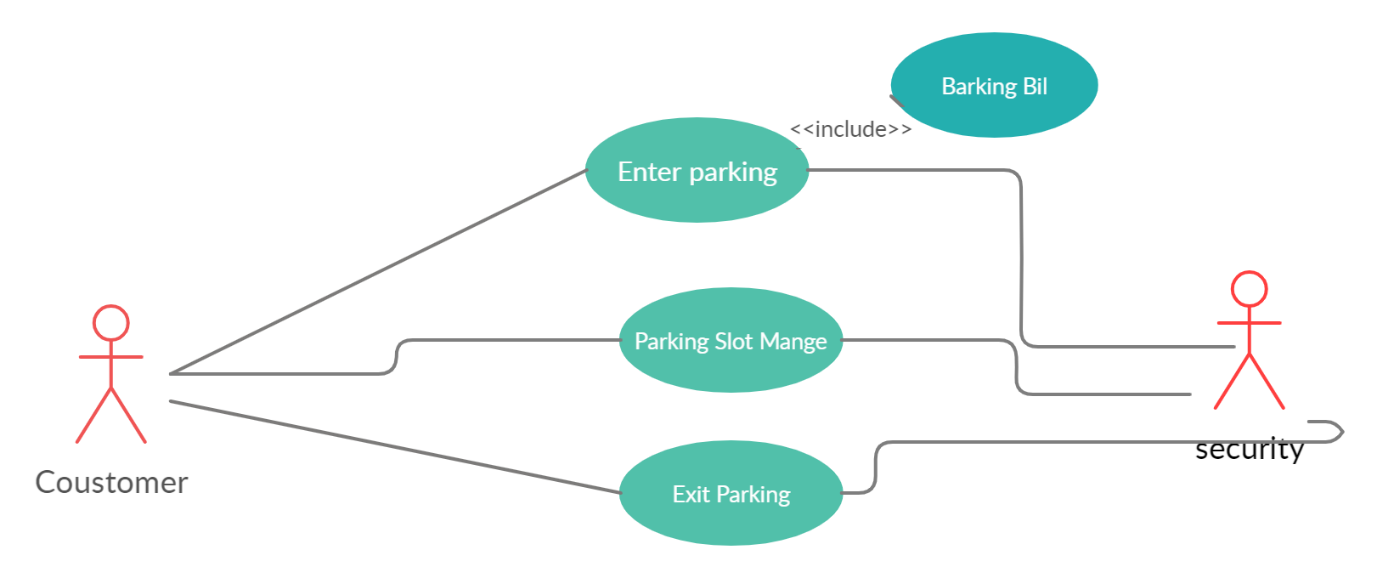 Barking Bil
<<include>>
Enter parking
Parking Slot Mange
security
Coustomer
Exit Parking